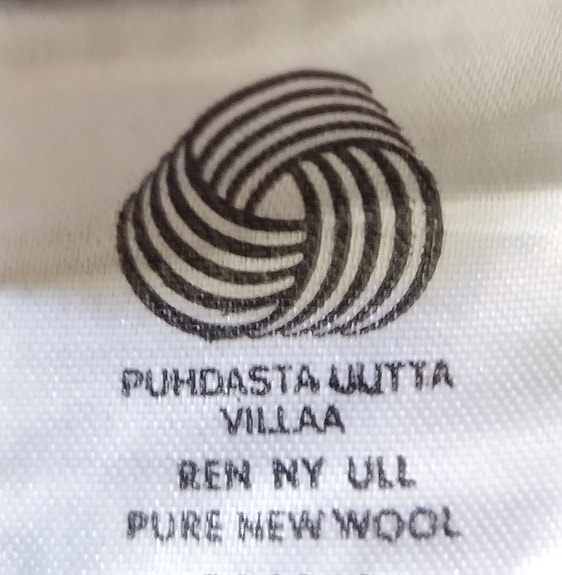 PUHDASTA UUTTA
VILLAA
REN NY ULL
PURE NEW WOOL